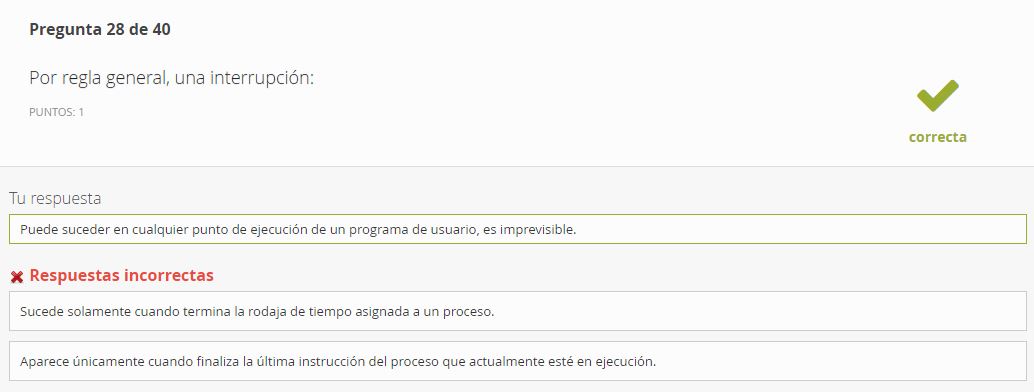 Pregunta 28 de 40
Por regla general, una interrupción:
PUNTOS: 1
correcta
Tu respuesta
Puede suceder en cualquier punto de ejecución de un programa de usuario, es imprevisible.
Respuestas incorrectas
Sucede solamente cuando termina la rodaja de tiempo asignada a un proceso.
Aparece únicamente cuando finaliza la última instrucción del proceso que actualmente esté en ejecución.